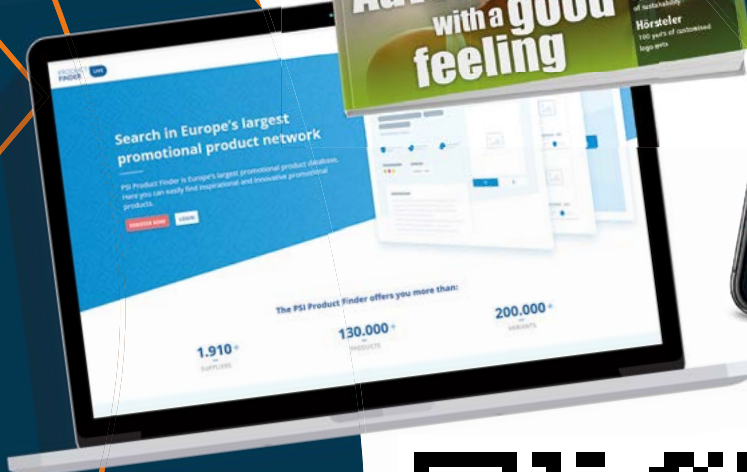 with a good
feeling
of sustainability
Hörsteler
100 years of customised
PRODUCT
FINDER
LIVE
Search in Europe's largest
promotional product network
PSI Product Finder is Europe's largest promotional product database.
Here you can easily find inspirational and innovative promotional
products.
REGISTER NOW
LOGIN
The PSI Product Finder offers you more than:
1.910+
SUPPLIERS
130.000+
PRODUCTS
200.000+
VARIANTS